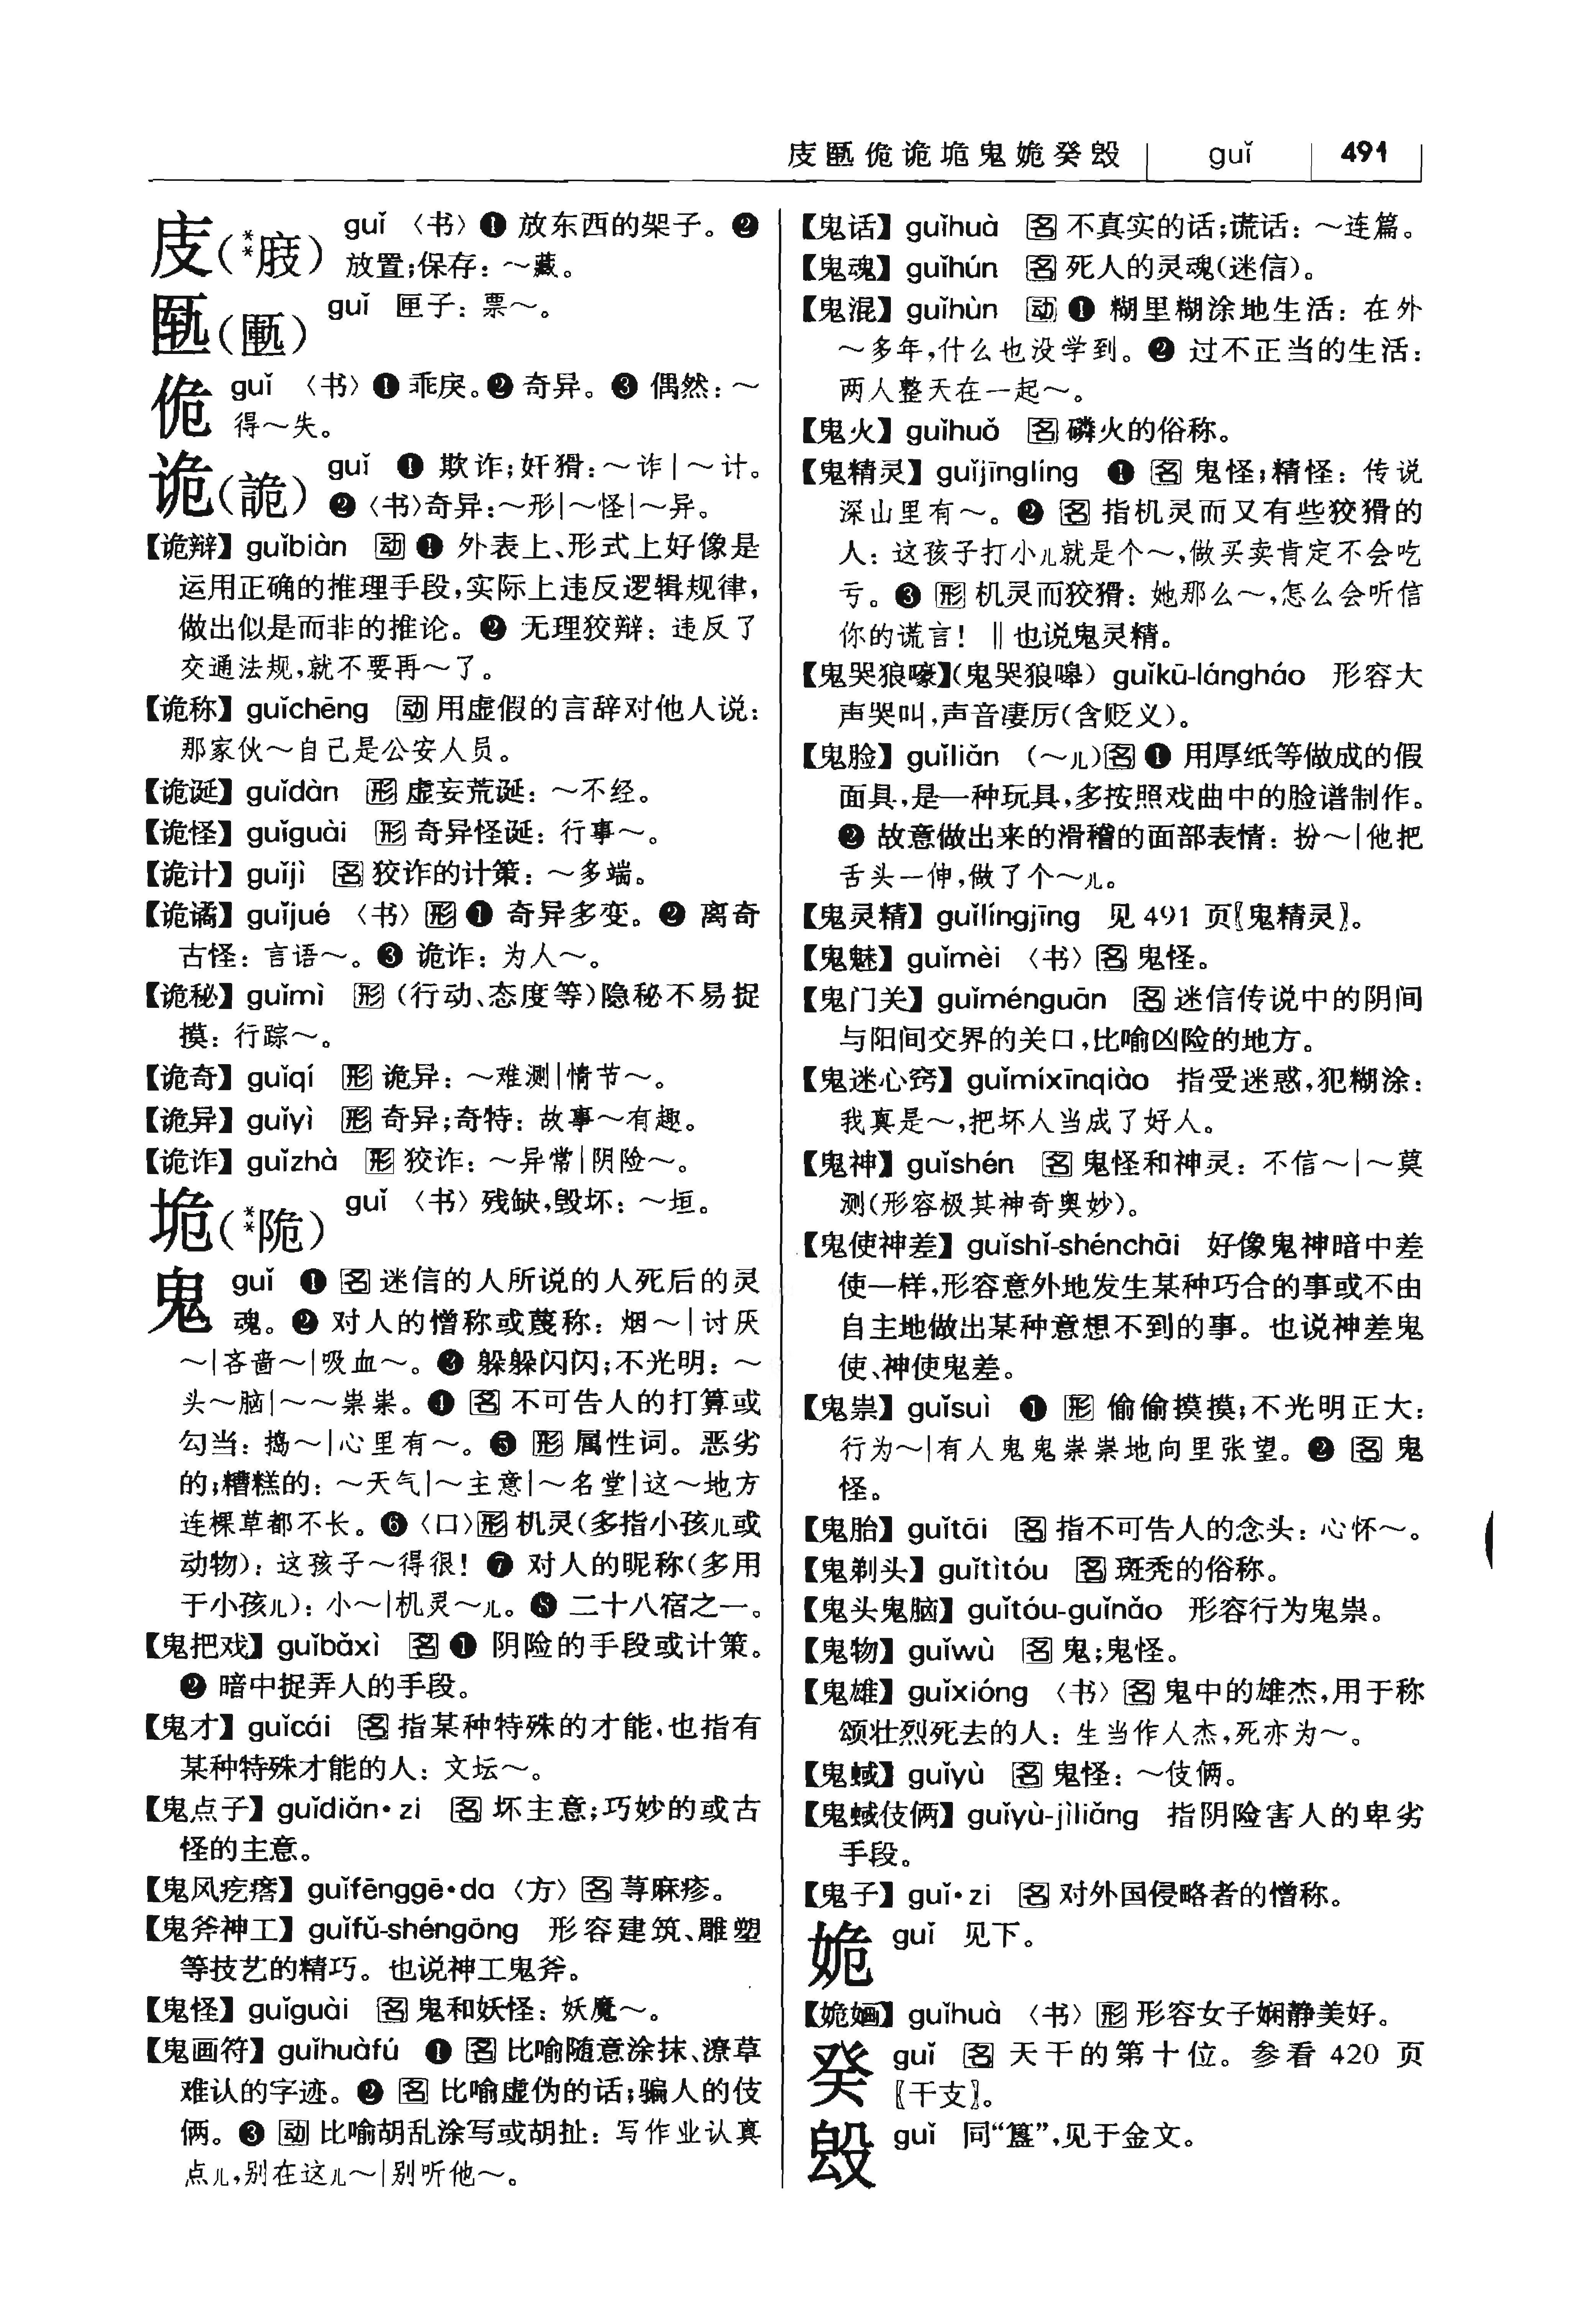 庋匭佹诡垝鬼姽癸𣪘 guǐ 491
庋(**庪) guǐ 〈书〉❶ 放东西的架子。❷
放置;保存：～藏。
匦(匭) guǐ 匣子：票～。
佹 guǐ 〈书〉❶ 乖戾。❷ 奇异。❸ 偶然：～
得～失。
诡(詭) guǐ ❶ 欺诈;奸猾：～诈|～计。
❷〈书〉奇异：～形|～怪|～异。
【诡辩】guǐbiàn 动 ❶ 外表上、形式上好像是
运用正确的推理手段,实际上违反逻辑规律,
做出似是而非的推论。❷ 无理狡辩：违反了
交通法规,就不要再～了。
【诡称】guǐchēng 动 用虚假的言辞对他人说：
那家伙～自己是公安人员。
【诡诞】guǐdàn 形 虚妄荒诞：～不经。
【诡怪】guǐguài 形 奇异怪诞：行事～。
【诡计】guǐjì 名 狡诈的计策：～多端。
【诡谲】guǐjué 〈书〉形 ❶ 奇异多变。❷ 离奇
古怪：言语～。❸ 诡诈：为人～。
【诡秘】guǐmì 形 (行动、态度等)隐秘不易捉
摸：行踪～。
【诡奇】guǐqí 形 诡异：～难测|情节～。
【诡异】guǐyì 形 奇异;奇特：故事～有趣。
【诡诈】guǐzhà 形 狡诈：～异常|阴险～。
垝(**陒) guǐ 〈书〉残缺,毁坏：～垣。
鬼 guǐ ❶ 名 迷信的人所说的人死后的灵
魂。❷ 对人的憎称或蔑称：烟～|讨厌
～|吝啬～|吸血～。❸ 躲躲闪闪;不光明：～
头～脑|～～祟祟。❹ 名 不可告人的打算或
勾当：捣～|心里有～。❺ 形 属性词。恶劣
的;糟糕的：～天气|～主意|～名堂|这～地方
连棵草都不长。❻〈口〉形 机灵(多指小孩儿或
动物)：这孩子～得很！❼ 对人的昵称(多用
于小孩儿)：小～|机灵～儿。❽ 二十八宿之一。
【鬼把戏】guǐbǎxì 名 ❶ 阴险的手段或计策。
❷ 暗中捉弄人的手段。
【鬼才】guǐcái 名 指某种特殊的才能,也指有
某种特殊才能的人：文坛～。
【鬼点子】guǐdiǎn·zi 名 坏主意;巧妙的或古
怪的主意。
【鬼风疙瘩】guǐfēnggē·da 〈方〉名 荨麻疹。
【鬼斧神工】guǐfǔ-shéngōng 形容建筑、雕塑
等技艺的精巧。也说神工鬼斧。
【鬼怪】guǐguài 名 鬼和妖怪：妖魔～。
【鬼画符】guǐhuàfú ❶ 名 比喻随意涂抹、潦草
难认的字迹。❷ 名 比喻虚伪的话;骗人的伎
俩。❸ 动 比喻胡乱涂写或胡扯：写作业认真
点儿,别在这儿～|别听他～。
【鬼话】guǐhuà 名 不真实的话;谎话：～连篇。
【鬼魂】guǐhún 名 死人的灵魂(迷信)。
【鬼混】guǐhùn 动 ❶ 糊里糊涂地生活：在外
～多年,什么也没学到。❷ 过不正当的生活：
两人整天在一起～。
【鬼火】guǐhuǒ 名 磷火的俗称。
【鬼精灵】guǐjīnglíng ❶ 名 鬼怪;精怪：传说
深山里有～。❷ 名 指机灵而又有些狡猾的
人：这孩子打小儿就是个～,做买卖肯定不会吃
亏。❸ 形 机灵而狡猾：她那么～,怎么会听信
你的谎言！‖也说鬼灵精。
【鬼哭狼嚎】(鬼哭狼嗥) guǐkū-lángháo 形容大
声哭叫,声音凄厉(含贬义)。
【鬼脸】guǐliǎn (～儿)名 ❶ 用厚纸等做成的假
面具,是一种玩具,多按照戏曲中的脸谱制作。
❷ 故意做出来的滑稽的面部表情：扮～|他把
舌头一伸,做了个～儿。
【鬼灵精】guǐlíngjīng 见 491 页〖鬼精灵〗。
【鬼魅】guǐmèi 〈书〉名 鬼怪。
【鬼门关】guǐménguān 名 迷信传说中的阴间
与阳间交界的关口,比喻凶险的地方。
【鬼迷心窍】guǐmíxīnqiào 指受迷惑,犯糊涂：
我真是～,把坏人当成了好人。
【鬼神】guǐshén 名 鬼怪和神灵：不信～|～莫
测(形容极其神奇奥妙)。
【鬼使神差】guǐshǐ-shénchāi 好像鬼神暗中差
使一样,形容意外地发生某种巧合的事或不由
自主地做出某种意想不到的事。也说神差鬼
使、神使鬼差。
【鬼祟】guǐsuì ❶ 形 偷偷摸摸;不光明正大：
行为～|有人鬼鬼祟祟地向里张望。❷ 名 鬼
怪。
【鬼胎】guǐtāi 名 指不可告人的念头：心怀～。
【鬼剃头】guǐtìtóu 名 斑秃的俗称。
【鬼头鬼脑】guǐtóu-guǐnǎo 形容行为鬼祟。
【鬼物】guǐwù 名 鬼;鬼怪。
【鬼雄】guǐxióng 〈书〉名 鬼中的雄杰,用于称
颂壮烈死去的人：生当作人杰,死亦为～。
【鬼蜮】guǐyù 名 鬼怪：～伎俩。
【鬼蜮伎俩】guǐyù-jìliǎng 指阴险害人的卑劣
手段。
【鬼子】guǐ·zi 名 对外国侵略者的憎称。
姽 guǐ 见下。
【姽婳】guǐhuà 〈书〉形 形容女子娴静美好。
癸 guǐ 名 天干的第十位。参看 420 页
〖干支〗。
𣪘 guǐ 同“簋”,见于金文。